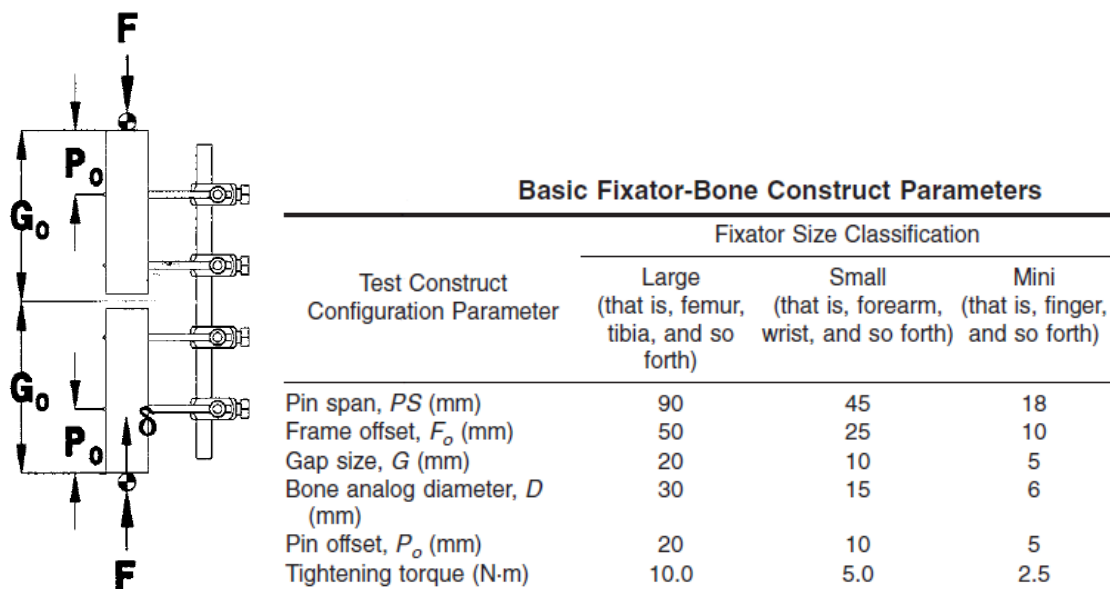 F
P₀
G₀
G₀
δ
P₀
F
Basic Fixator-Bone Construct Parameters
Fixator Size Classification
Test Construct
Configuration Parameter
Large
(that is, femur,
tibia, and so
forth)
Small
(that is, forearm,
wrist, and so forth)
Mini
(that is, finger,
and so forth)
Pin span, PS (mm) 90 45 18
Frame offset, Fₒ (mm) 50 25 10
Gap size, G (mm) 20 10 5
Bone analog diameter, D
(mm) 30 15 6
Pin offset, Pₒ (mm) 20 10 5
Tightening torque (N·m) 10.0 5.0 2.5